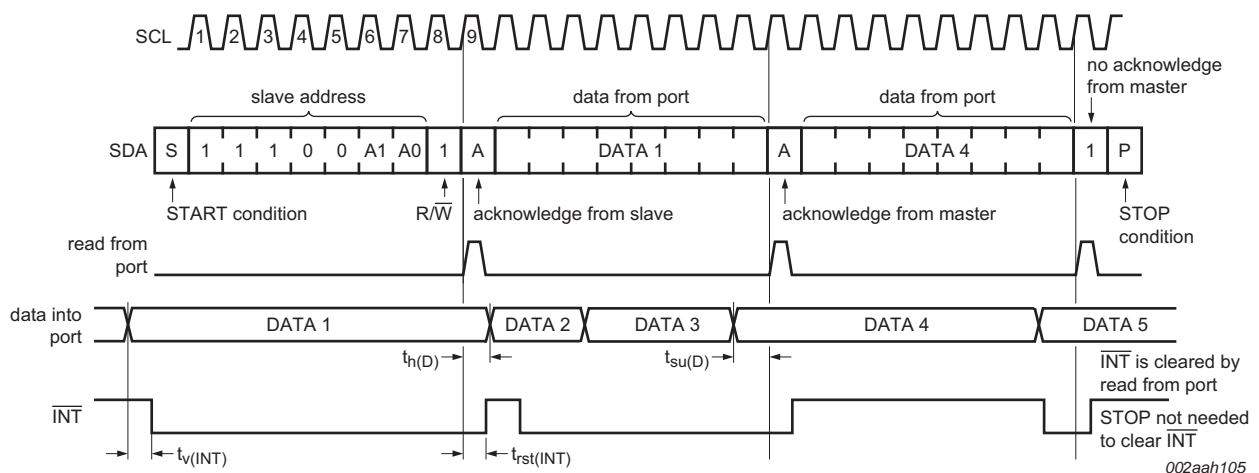 SCL 1 2 3 4 5 6 7 8 9
no acknowledge
from master
slave address data from port data from port
SDA S 1 1 1 0 0 A1 A0 1 A DATA 1 A DATA 4 1 P
START condition R/W̅ acknowledge from slave acknowledge from master STOP
condition
read from
port
data into
port
DATA 1 DATA 2 DATA 3 DATA 4 DATA 5
th(D) tsu(D)
I̅N̅T̅ is cleared by
read from port
I̅N̅T̅
STOP not needed
to clear I̅N̅T̅
tv(INT) trst(INT)
002aah105